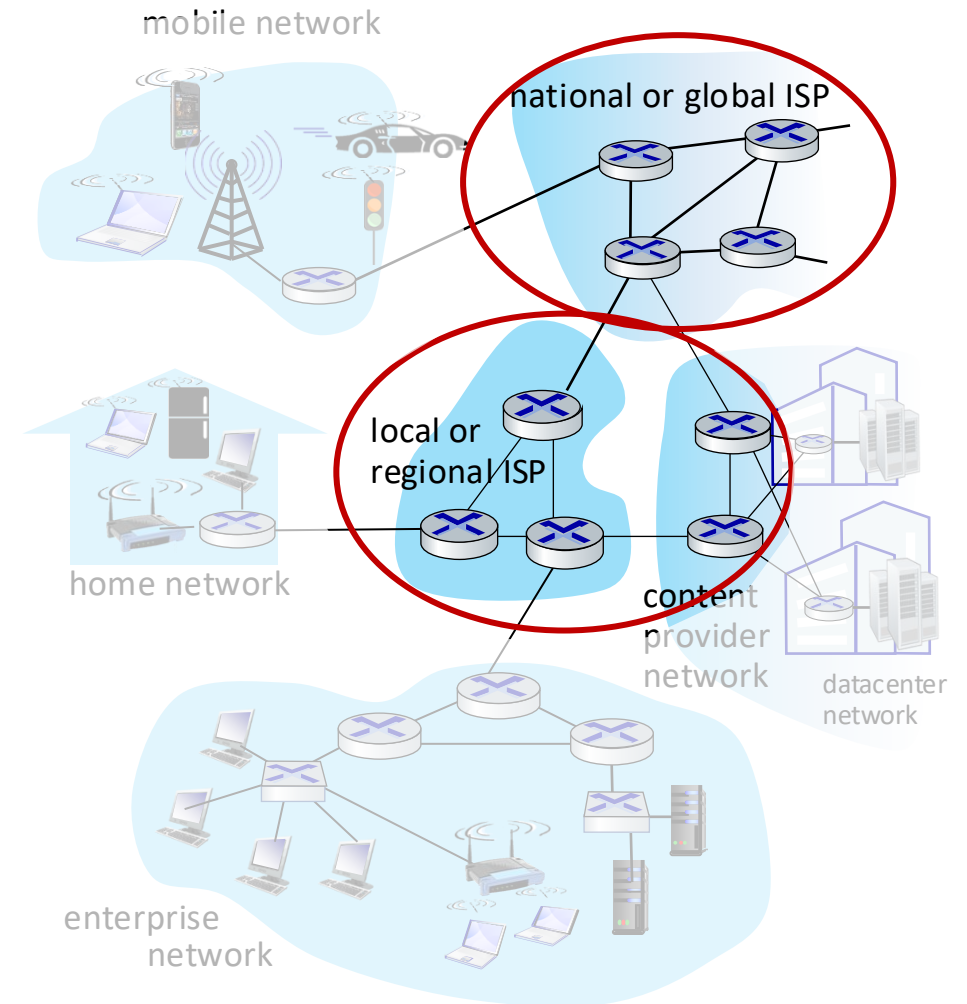 mobile network
national or global ISP
local or
regional ISP
home network
content
provider
network
datacenter
network
enterprise
network